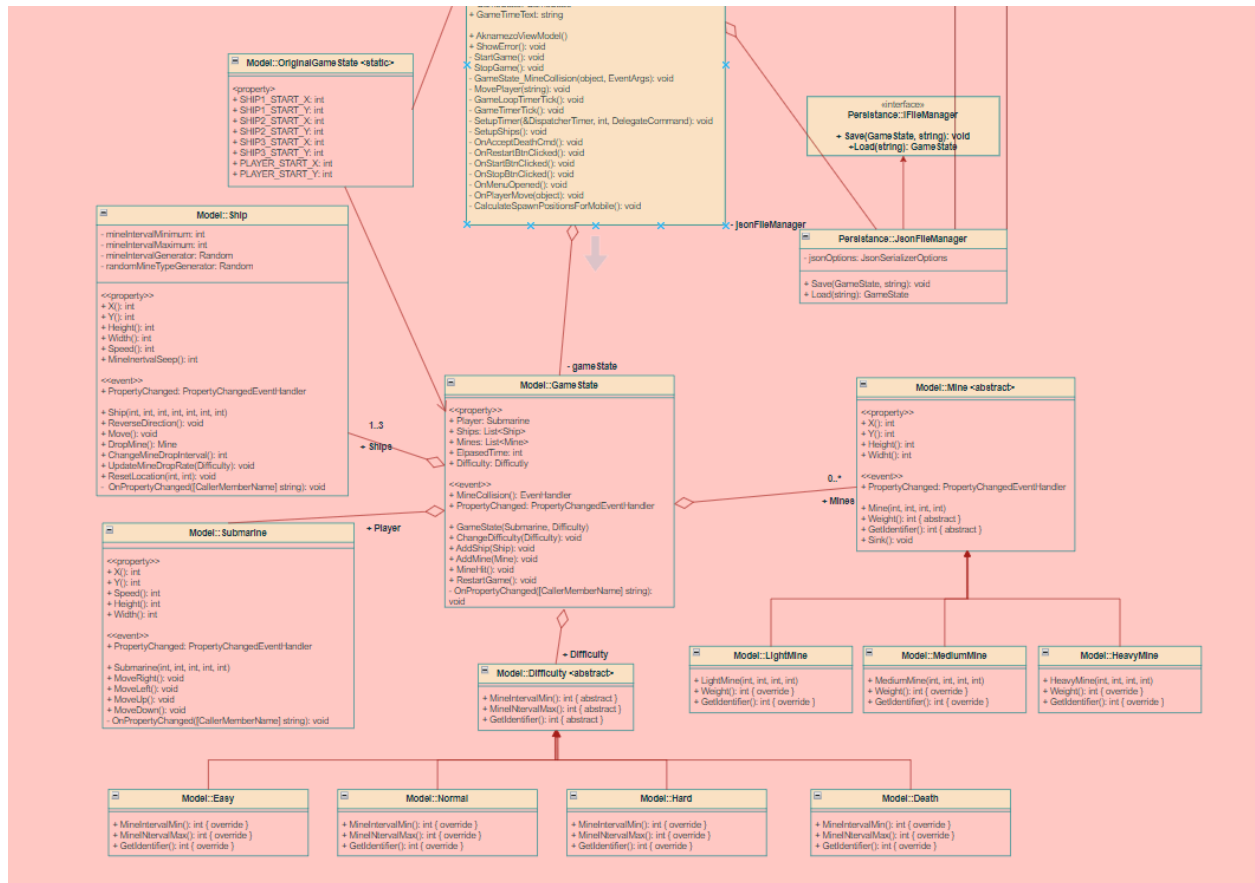 + GameTimeText: string
+ AknamezoViewModel()
+ ShowError(): void
- StartGame(): void
- StopGame(): void
- GameState_MineCollision(object, EventArgs): void
- MovePlayer(string): void
- GameLoopTimerTick(): void
- GameTimerTick(): void
- SetupTimer(&DispatcherTimer, int, DelegateCommand): void
- SetupShips(): void
- OnAcceptDeathCmd(): void
- OnRestartBtnClicked(): void
- OnStartBtnClicked(): void
- OnStopBtnClicked(): void
- OnMenuOpened(): void
- OnPlayerMove(object): void
- CalculateSpawnPositionsForMobile(): void
Model::OriginalGameState <static>
<property>
+ SHIP1_START_X: int
+ SHIP1_START_Y: int
+ SHIP2_START_X: int
+ SHIP2_START_Y: int
+ SHIP3_START_X: int
+ SHIP3_START_Y: int
+ PLAYER_START_X: int
+ PLAYER_START_Y: int
«interface»
Persistance::IFileManager
+ Save(GameState, string): void
+Load(string): GameState
- jsonFileManager
Persistance::JsonFileManager
- jsonOptions: JsonSerializerOptions
+ Save(GameState, string): void
+ Load(string): GameState
Model::Ship
- mineIntervalMinimum: int
- mineIntervalMaximum: int
- mineIntervalGenerator: Random
- randomMineTypeGenerator: Random
<<property>>
+ X(): int
+ Y(): int
+ Height(): int
+ Width(): int
+ Speed(): int
+ MineInertvalSeep(): int
<<event>>
+ PropertyChanged: PropertyChangedEventHandler
+ Ship(int, int, int, int, int, int, int)
+ ReverseDirection(): void
+ Move(): void
+ DropMine(): Mine
+ ChangeMineDropInterval(): int
+ UpdateMineDropRate(Difficulty): void
+ ResetLocation(int, int): void
- OnPropertyChanged([CallerMemberName] string): void
1..3
+ Ships
- gameState
Model::GameState
<<property>>
+ Player: Submarine
+ Ships: List<Ship>
+ Mines: List<Mine>
+ ElpasedTime: int
+ Difficulty: Difficutly
<<event>>
+ MineCollision: EvenHandler
+ PropertyChanged: PropertyChangedEventHandler
+ GameState(Submarine, Difficulty)
+ ChangeDifficulty(Difficulty): void
+ AddShip(Ship): void
+ AddMine(Mine): void
+ MineHit(): void
+ RestartGame(): void
- OnPropertyChanged([CallerMemberName] string):
void
0..*
+ Mines
Model::Mine <abstract>
<<property>>
+ X(): int
+ Y(): int
+ Height(): int
+ Widht(): int
<<event>>
+ PropertyChanged: PropertyChangedEventHandler
+ Mine(int, int, int, int)
+ Weight(): int { abstract }
+ GetIdentifier(): int { abstract }
+ Sink(): void
+ Player
Model::Submarine
<<property>>
+ X(): int
+ Y(): int
+ Speed(): int
+ Height(): int
+ Width(): int
<<event>>
+ PropertyChanged: PropertyChangedEventHandler
+ Submarine(int, int, int, int, int)
+ MoveRight(): void
+ MoveLeft(): void
+ MoveUp(): void
+ MoveDown(): void
- OnPropertyChanged([CallerMemberName] string): void
+ Difficulty
Model::Difficulty <abstract>
+ MineIntervalMin(): int { abstract }
+ MineINtervalMax(): int { abstract }
+ GetIdentifier(): int { abstract }
Model::LightMine
+ LightMine(int, int, int, int)
+ Weight(): int { override }
+ GetIdentifier(): int { override }
Model::MediumMine
+ MediumMine(int, int, int, int)
+ Weight(): int { override }
+ GetIdentifier(): int { override }
Model::HeavyMine
+ HeavyMine(int, int, int, int)
+ Weight(): int { override }
+ GetIdentifier(): int { override }
Model::Easy
+ MineIntervalMin(): int { override }
+ MineINtervalMax(): int { override }
+ GetIdentifier(): int { override }
Model::Normal
+ MineIntervalMin(): int { override }
+ MineINtervalMax(): int { override }
+ GetIdentifier(): int { override }
Model::Hard
+ MineIntervalMin(): int { override }
+ MineINtervalMax(): int { override }
+ GetIdentifier(): int { override }
Model::Death
+ MineIntervalMin(): int { override }
+ MineINtervalMax(): int { override }
+ GetIdentifier(): int { override }